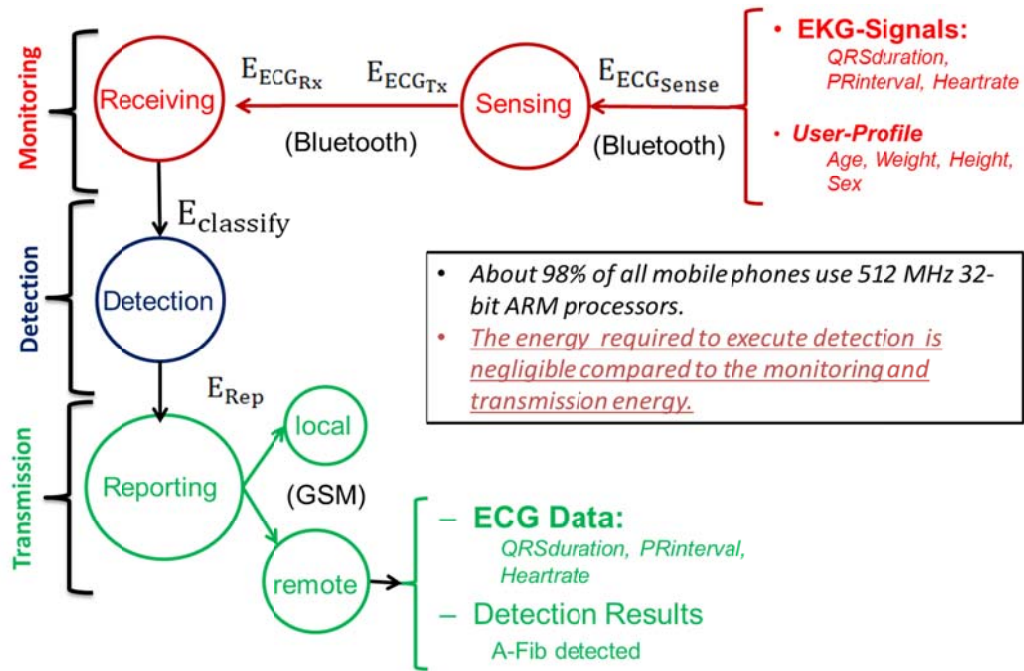 Monitoring
Receiving
E_ECG_Rx
E_ECG_Tx
(Bluetooth)
Sensing
E_ECG_Sense
(Bluetooth)
• EKG-Signals:
QRSduration,
PRinterval, Heartrate
• User-Profile
Age, Weight, Height,
Sex
E_classify
Detection
Detection
• About 98% of all mobile phones use 512 MHz 32-
bit ARM processors.
• The energy required to execute detection is
negligible compared to the monitoring and
transmission energy.
E_Rep
Transmission
Reporting
local
(GSM)
remote
– ECG Data:
QRSduration, PRinterval,
Heartrate
– Detection Results
A-Fib detected